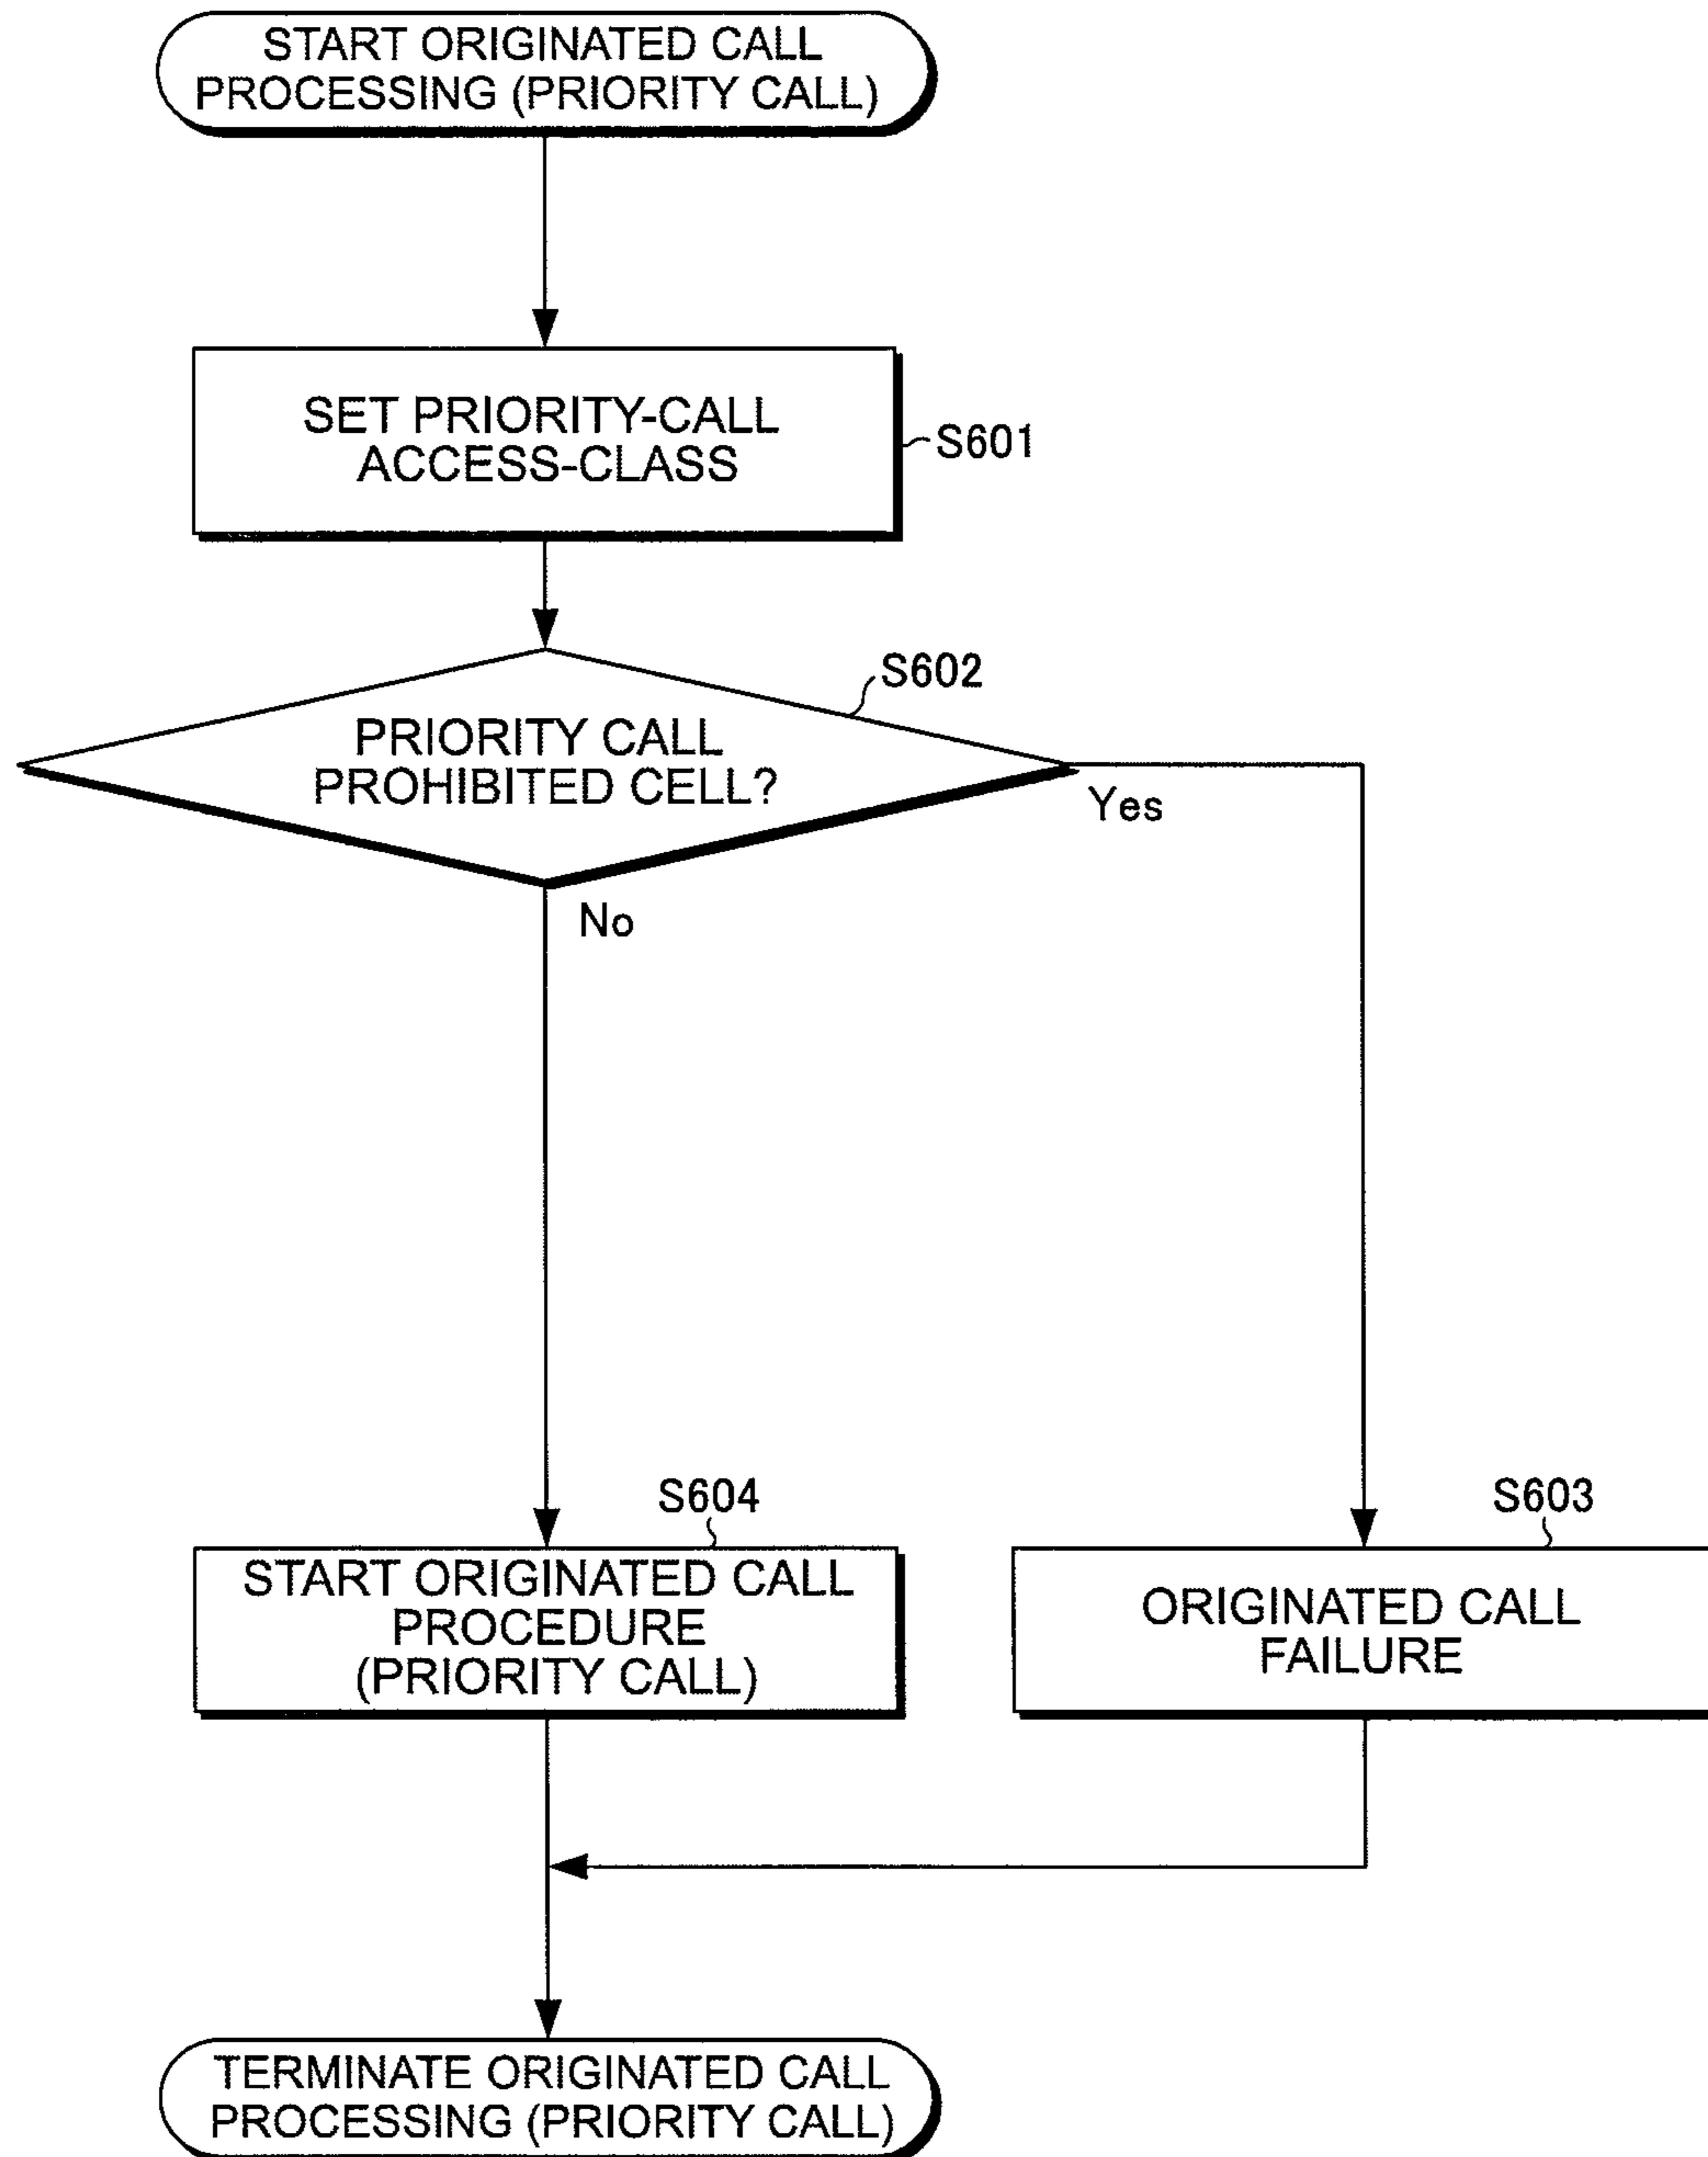 START ORIGINATED CALL
PROCESSING (PRIORITY CALL)
SET PRIORITY-CALL
ACCESS-CLASS
S601
S602
PRIORITY CALL
PROHIBITED CELL?
Yes
No
S604
START ORIGINATED CALL
PROCEDURE
(PRIORITY CALL)
S603
ORIGINATED CALL
FAILURE
TERMINATE ORIGINATED CALL
PROCESSING (PRIORITY CALL)